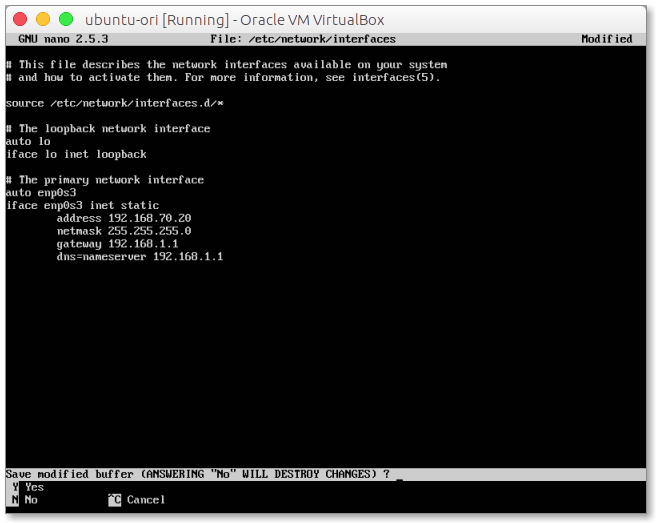 ubuntu-ori [Running] - Oracle VM VirtualBox
GNU nano 2.5.3 File: /etc/network/interfaces Modified
# This file describes the network interfaces available on your system
# and how to activate them. For more information, see interfaces(5).
source /etc/network/interfaces.d/*
# The loopback network interface
auto lo
iface lo inet loopback
# The primary network interface
auto enp0s3
iface enp0s3 inet static
address 192.168.70.20
netmask 255.255.255.0
gateway 192.168.1.1
dns=nameserver 192.168.1.1
Save modified buffer (ANSWERING "No" WILL DESTROY CHANGES) ? _
Y Yes
N No ^C Cancel